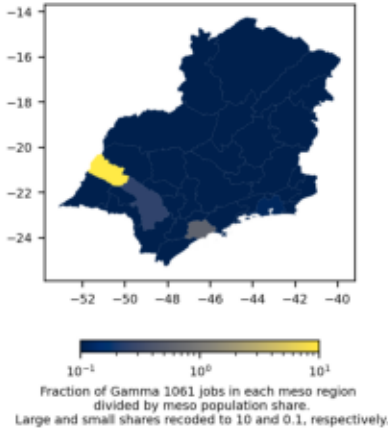 −14
−16
−18
−20
−22
−24
−52 −50 −48 −46 −44 −42 −40
10⁻¹ 10⁰ 10¹
Fraction of Gamma 1061 jobs in each meso region
divided by meso population share.
Large and small shares recoded to 10 and 0.1, respectively.